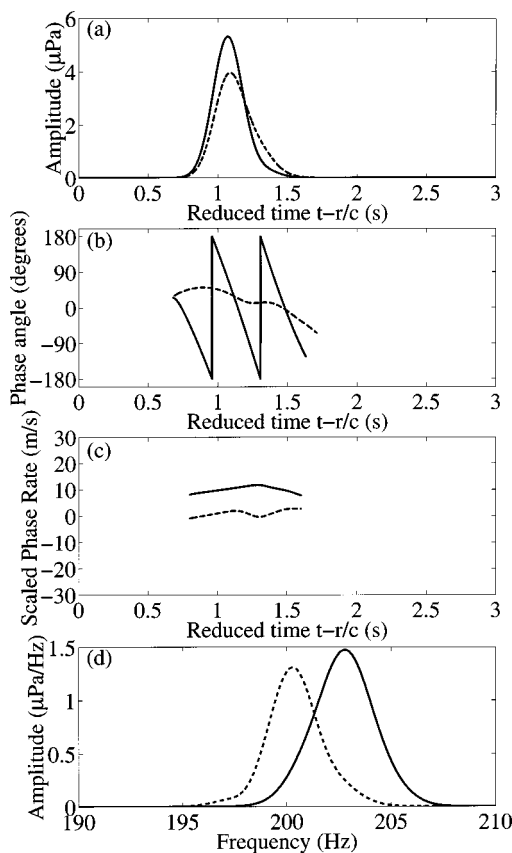 (a)
Amplitude (μPa)
6
4
2
0
0 0.5 1 1.5 2 2.5 3
Reduced time t−r/c (s)
(b)
Phase angle (degrees)
180
90
0
−90
−180
0 0.5 1 1.5 2 2.5 3
Reduced time t−r/c (s)
(c)
Scaled Phase Rate (m/s)
30
20
10
0
−10
−20
−30
0 0.5 1 1.5 2 2.5 3
Reduced time t−r/c (s)
(d)
Amplitude (μPa/Hz)
1.5
1
0.5
0
190 195 200 205 210
Frequency (Hz)